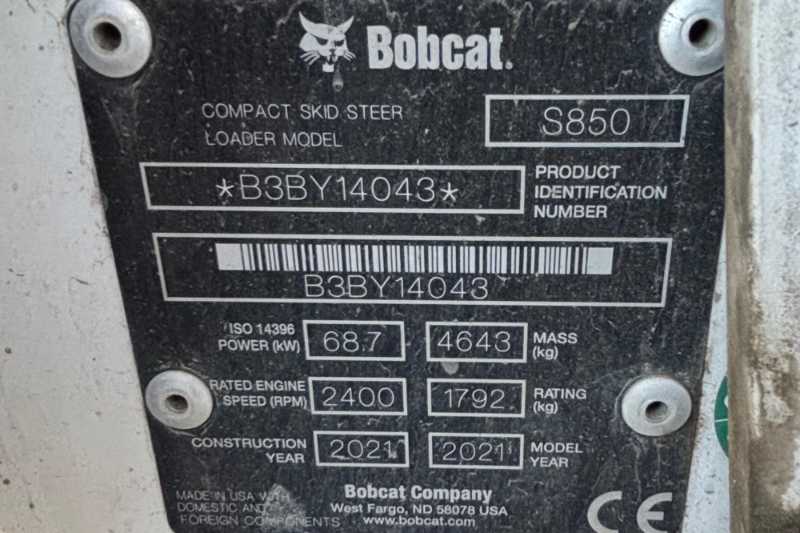 Bobcat.
COMPACT SKID STEER
LOADER MODEL
S850
*B3BY14043*
PRODUCT
IDENTIFICATION
NUMBER
B3BY14043
ISO 14396
POWER (kW)
68.7
4643
MASS
(kg)
RATED ENGINE
SPEED (RPM)
2400
1792
RATING
(kg)
CONSTRUCTION
YEAR
2021
2021
MODEL
YEAR
MADE IN USA WITH
DOMESTIC AND
FOREIGN COMPONENTS
Bobcat Company
West Fargo, ND 58078 USA
www.bobcat.com
CE